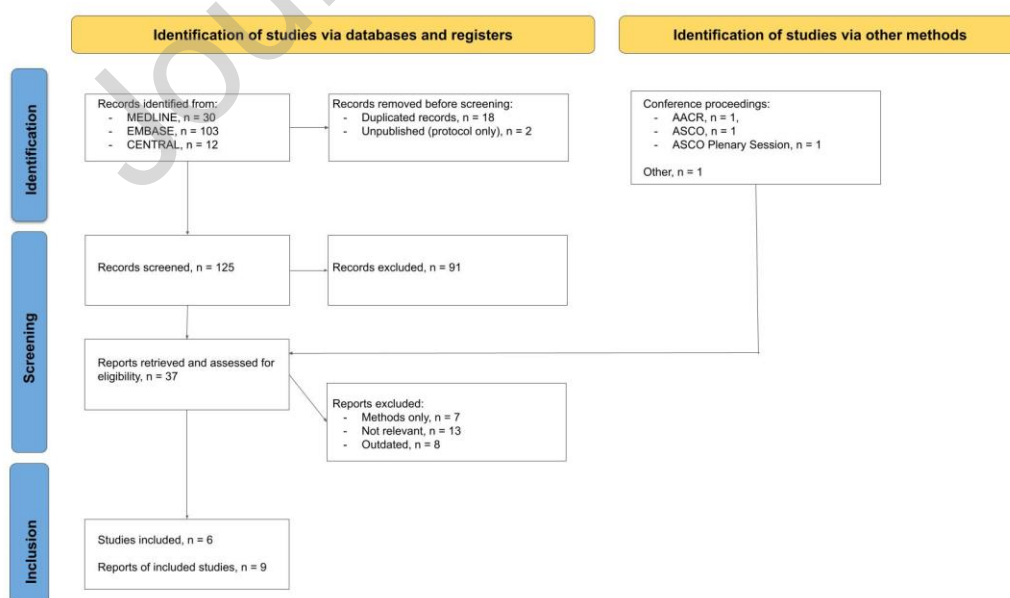 Jou
Identification of studies via databases and registers
Identification of studies via other methods
Identification
Records identified from:
- MEDLINE, n = 30
- EMBASE, n = 103
- CENTRAL, n = 12
Records removed before screening:
- Duplicated records, n = 18
- Unpublished (protocol only), n = 2
Conference proceedings:
- AACR, n = 1,
- ASCO, n = 1
- ASCO Plenary Session, n = 1
Other, n = 1
Screening
Records screened, n = 125
Records excluded, n = 91
Reports retrieved and assessed for
eligibility, n = 37
Reports excluded:
- Methods only, n = 7
- Not relevant, n = 13
- Outdated, n = 8
Inclusion
Studies included, n = 6
Reports of included studies, n = 9